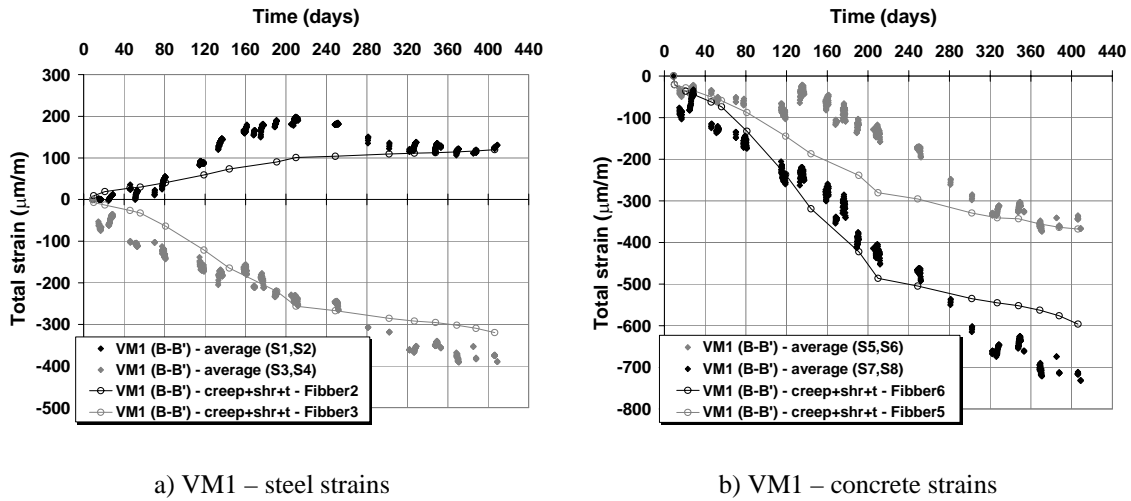 Time (days)
0 40 80 120 160 200 240 280 320 360 400 440
300
200
100
0
-100
-200
-300
-400
-500
Total strain (μm/m)
VM1 (B-B') - average (S1,S2)
VM1 (B-B') - average (S3,S4)
VM1 (B-B') - creep+shr+t - Fibber2
VM1 (B-B') - creep+shr+t - Fibber3
a) VM1 – steel strains
Time (days)
0 40 80 120 160 200 240 280 320 360 400 440
0
-100
-200
-300
-400
-500
-600
-700
-800
Total strain (μm/m)
VM1 (B-B') - average (S5,S6)
VM1 (B-B') - average (S7,S8)
VM1 (B-B') - creep+shr+t - Fibber6
VM1 (B-B') - creep+shr+t - Fibber5
b) VM1 – concrete strains